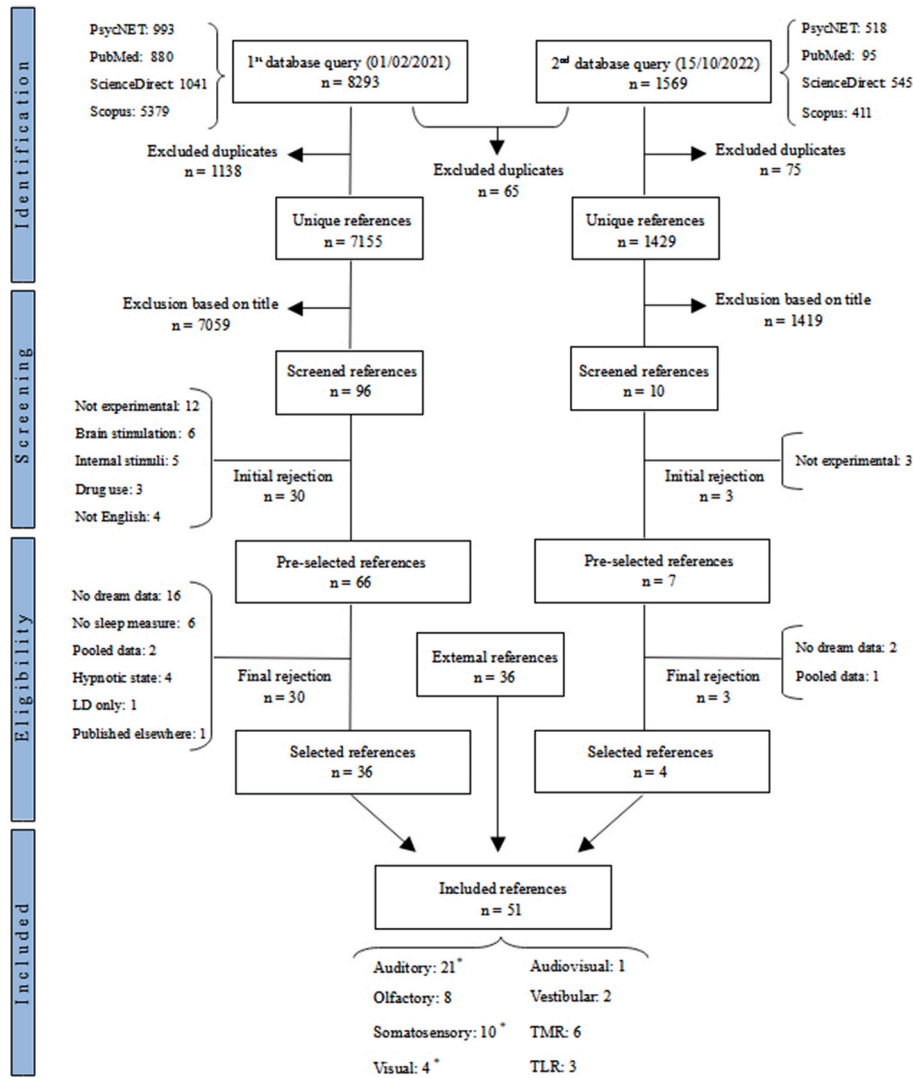 Identification
PsycNET: 993
PubMed: 880
ScienceDirect: 1041
Scopus: 5379
1st database query (01/02/2021)
n = 8293
2nd database query (15/10/2022)
n = 1569
PsycNET: 518
PubMed: 95
ScienceDirect: 545
Scopus: 411
Excluded duplicates
n = 1138
Excluded duplicates
n = 65
Excluded duplicates
n = 75
Unique references
n = 7155
Unique references
n = 1429
Screening
Exclusion based on title
n = 7059
Exclusion based on title
n = 1419
Screened references
n = 96
Screened references
n = 10
Not experimental: 12
Brain stimulation: 6
Internal stimuli: 5
Drug use: 3
Not English: 4
Initial rejection
n = 30
Initial rejection
n = 3
Not experimental: 3
Eligibility
Pre-selected references
n = 66
Pre-selected references
n = 7
No dream data: 16
No sleep measure: 6
Pooled data: 2
Hypnotic state: 4
LD only: 1
Published elsewhere: 1
Final rejection
n = 30
External references
n = 36
Final rejection
n = 3
No dream data: 2
Pooled data: 1
Selected references
n = 36
Selected references
n = 4
Included
Included references
n = 51
Auditory: 21*
Olfactory: 8
Somatosensory: 10*
Visual: 4*
Audiovisual: 1
Vestibular: 2
TMR: 6
TLR: 3